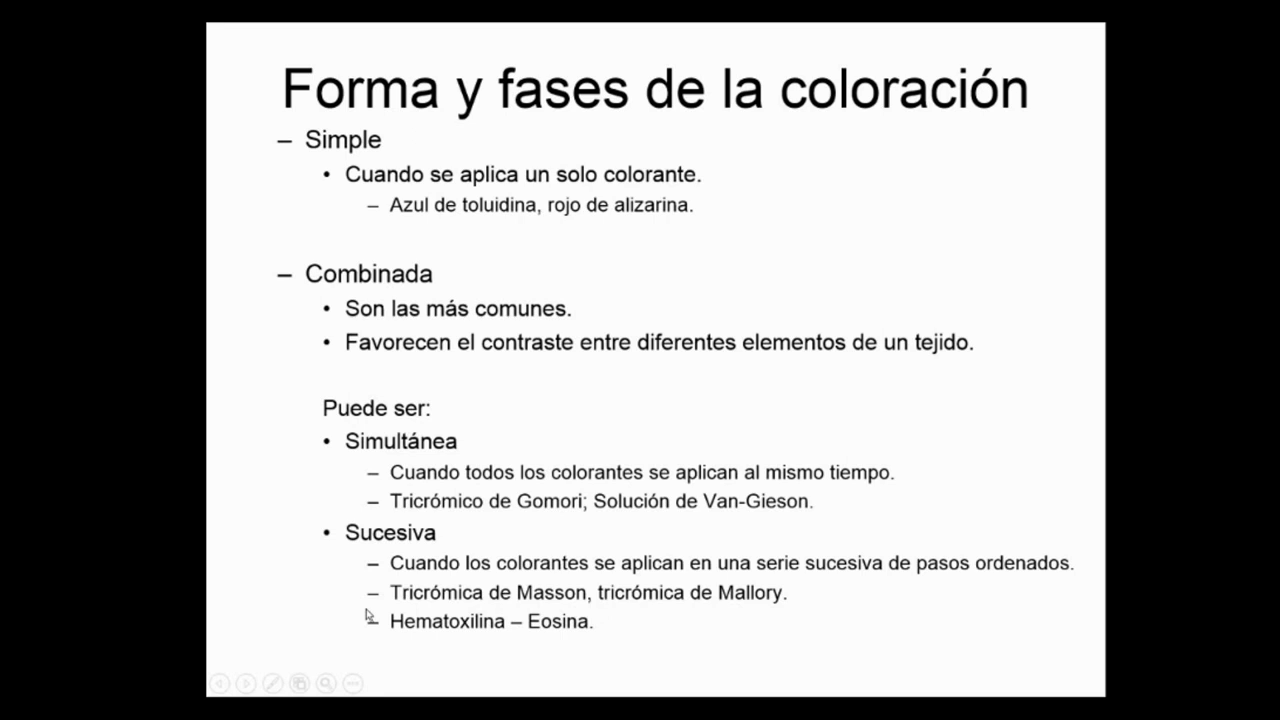 Forma y fases de la coloración
– Simple
• Cuando se aplica un solo colorante.
– Azul de toluidina, rojo de alizarina.
– Combinada
• Son las más comunes.
• Favorecen el contraste entre diferentes elementos de un tejido.
Puede ser:
• Simultánea
– Cuando todos los colorantes se aplican al mismo tiempo.
– Tricrómico de Gomori; Solución de Van-Gieson.
• Sucesiva
– Cuando los colorantes se aplican en una serie sucesiva de pasos ordenados.
– Tricrómica de Masson, tricrómica de Mallory.
– Hematoxilina – Eosina.